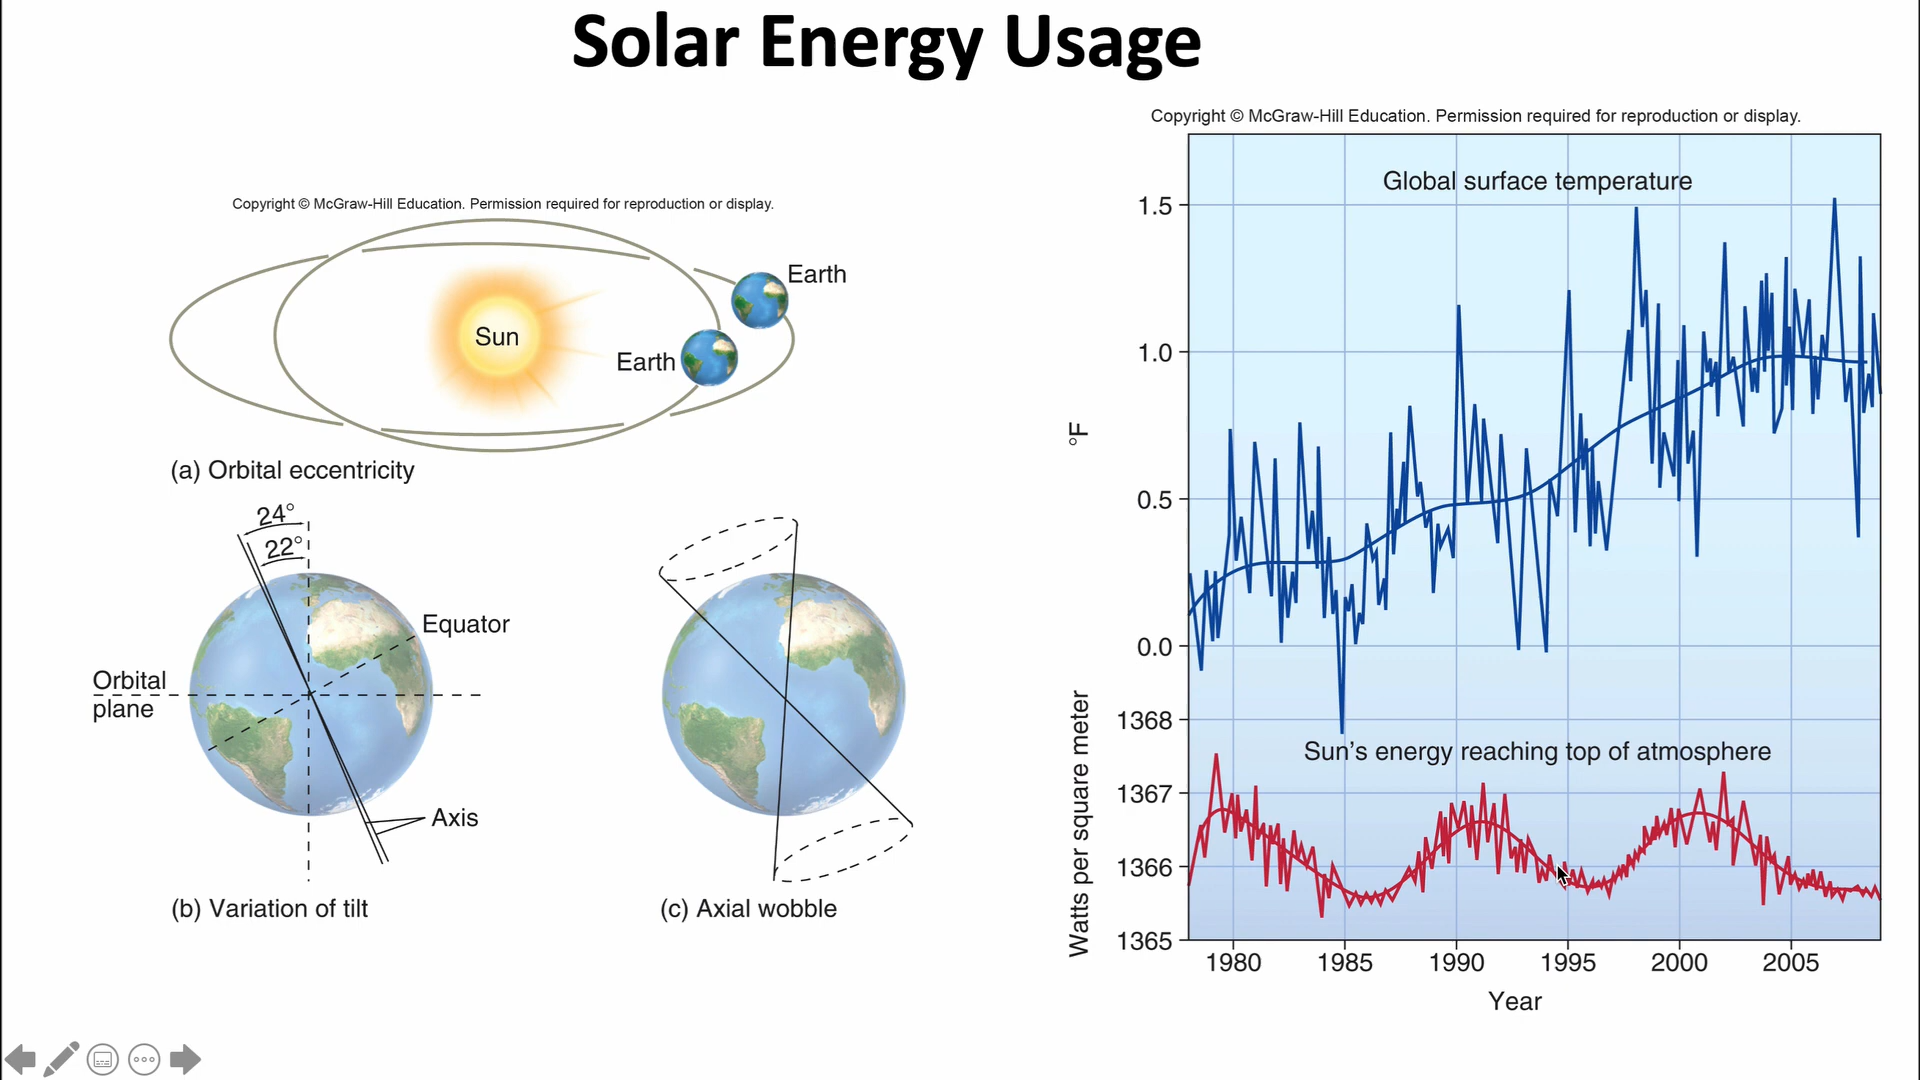 Solar Energy Usage
Copyright © McGraw-Hill Education. Permission required for reproduction or display.
Sun
Earth
Earth
(a) Orbital eccentricity
24°
22°
Equator
Orbital
plane
Axis
(b) Variation of tilt
(c) Axial wobble
Copyright © McGraw-Hill Education. Permission required for reproduction or display.
Global surface temperature
1.5
1.0
°F
0.5
0.0
1368
Sun's energy reaching top of atmosphere
1367
Watts per square meter
1366
1365
1980 1985 1990 1995 2000 2005
Year